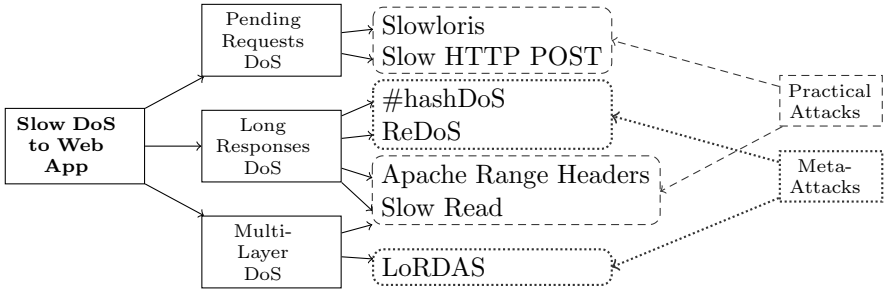 Pending
Requests
DoS
Slowloris
Slow HTTP POST
Slow DoS
to Web
App
Long
Responses
DoS
#hashDoS
ReDoS
Apache Range Headers
Slow Read
Multi-
Layer
DoS
LoRDAS
Practical
Attacks
Meta-
Attacks